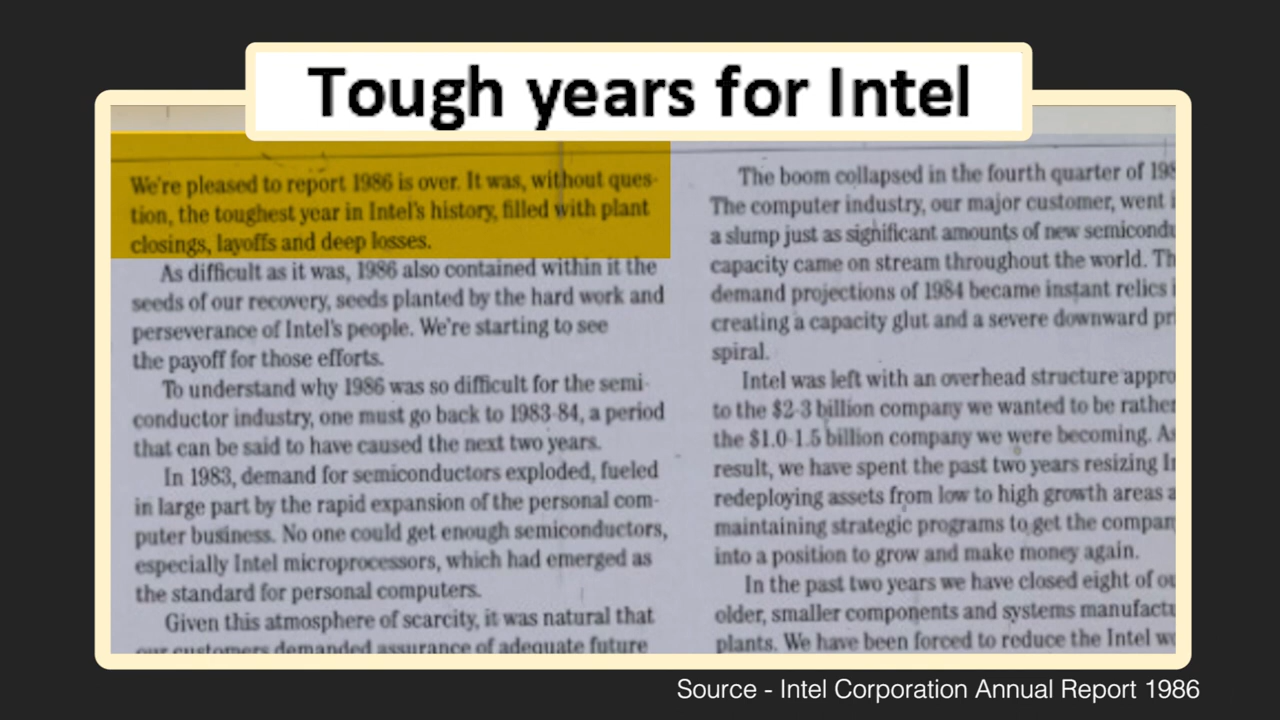 Tough years for Intel
We're pleased to report 1986 is over. It was, without ques-
tion, the toughest year in Intel's history, filled with plant
closings, layoffs and deep losses.
As difficult as it was, 1986 also contained within it the
seeds of our recovery, seeds planted by the hard work and
perseverance of Intel's people. We're starting to see
the payoff for those efforts.
To understand why 1986 was so difficult for the semi-
conductor industry, one must go back to 1983-84, a period
that can be said to have caused the next two years.
In 1983, demand for semiconductors exploded, fueled
in large part by the rapid expansion of the personal com-
puter business. No one could get enough semiconductors,
especially Intel microprocessors, which had emerged as
the standard for personal computers.
Given this atmosphere of scarcity, it was natural that
our customers demanded assurance of adequate future
The boom collapsed in the fourth quarter of
The computer industry, our major customer, went
a slump just as significant amounts of new
capacity came on stream throughout the world.
demand projections of 1984 became instant relics
creating a capacity glut and a severe downward
spiral.
Intel was left with an overhead structure
to the $2-3 billion company we wanted to be rather
the $1.0-1.5 billion company we were becoming.
result, we have spent the past two years resizing
redeploying assets from low to high growth areas
maintaining strategic programs to get the
into a position to grow and make money again.
In the past two years we have closed eight of
older, smaller components and systems
plants. We have been forced to reduce the Intel
Source - Intel Corporation Annual Report 1986